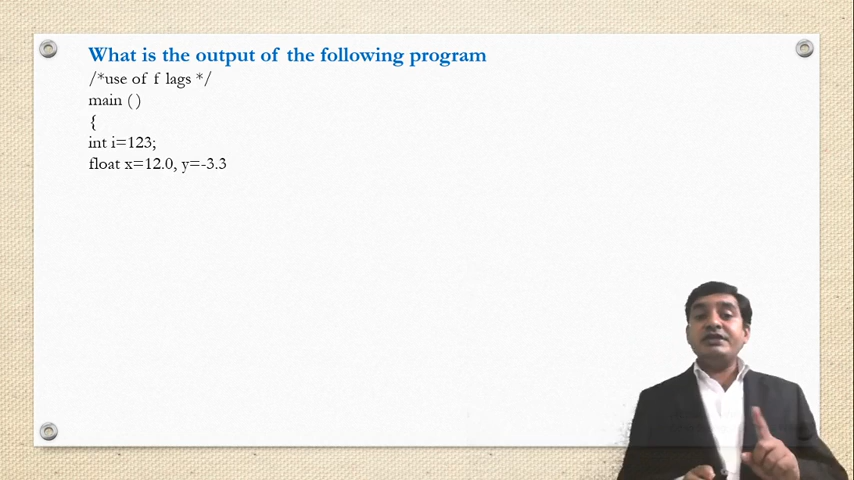 What is the output of the following program
/*use of f lags */
main ( )
{
int i=123;
float x=12.0, y=-3.3